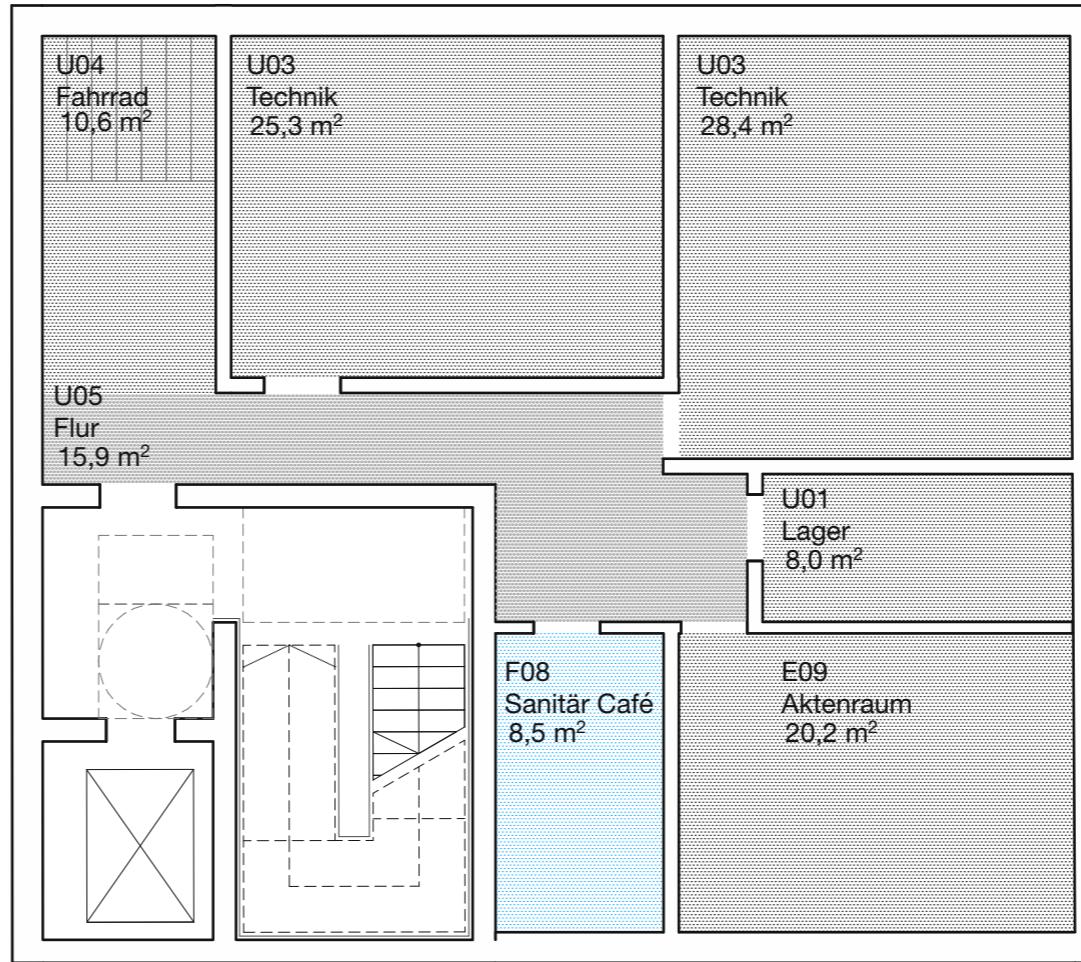 U04
Fahrrad
10,6 m²
U03
Technik
25,3 m²
U03
Technik
28,4 m²
U05
Flur
15,9 m²
U01
Lager
8,0 m²
F08
Sanitär Café
8,5 m²
E09
Aktenraum
20,2 m²